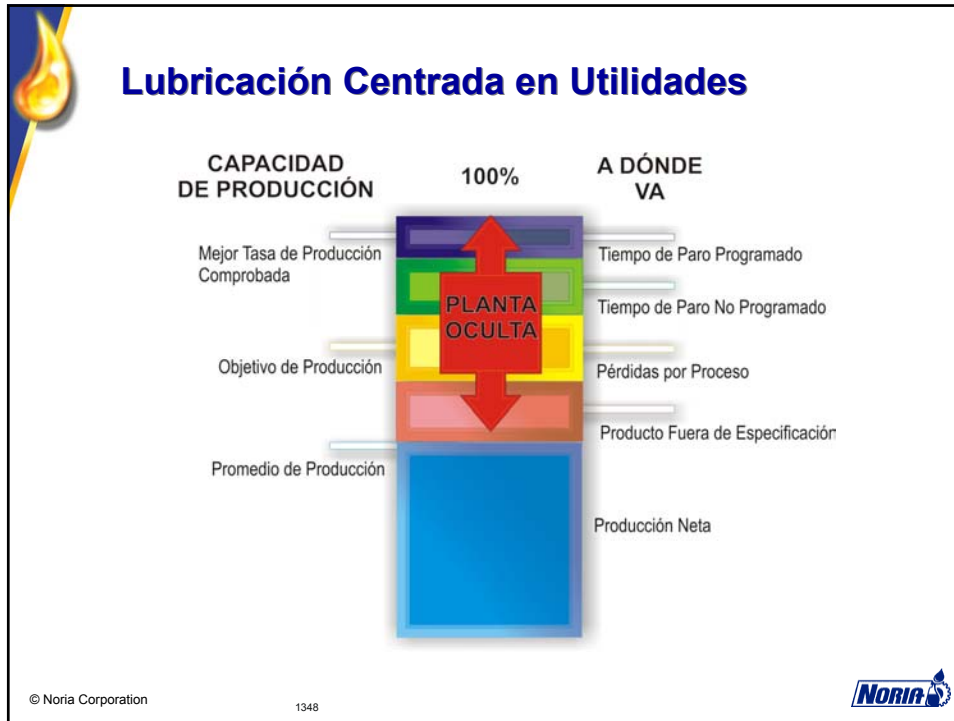 Lubricación Centrada en Utilidades
CAPACIDAD
DE PRODUCCIÓN
100%
A DÓNDE
VA
Mejor Tasa de Producción
Comprobada
Tiempo de Paro Programado
Tiempo de Paro No Programado
PLANTA
OCULTA
Objetivo de Producción
Pérdidas por Proceso
Producto Fuera de Especificación
Promedio de Producción
Producción Neta
© Noria Corporation
1348
NORIA